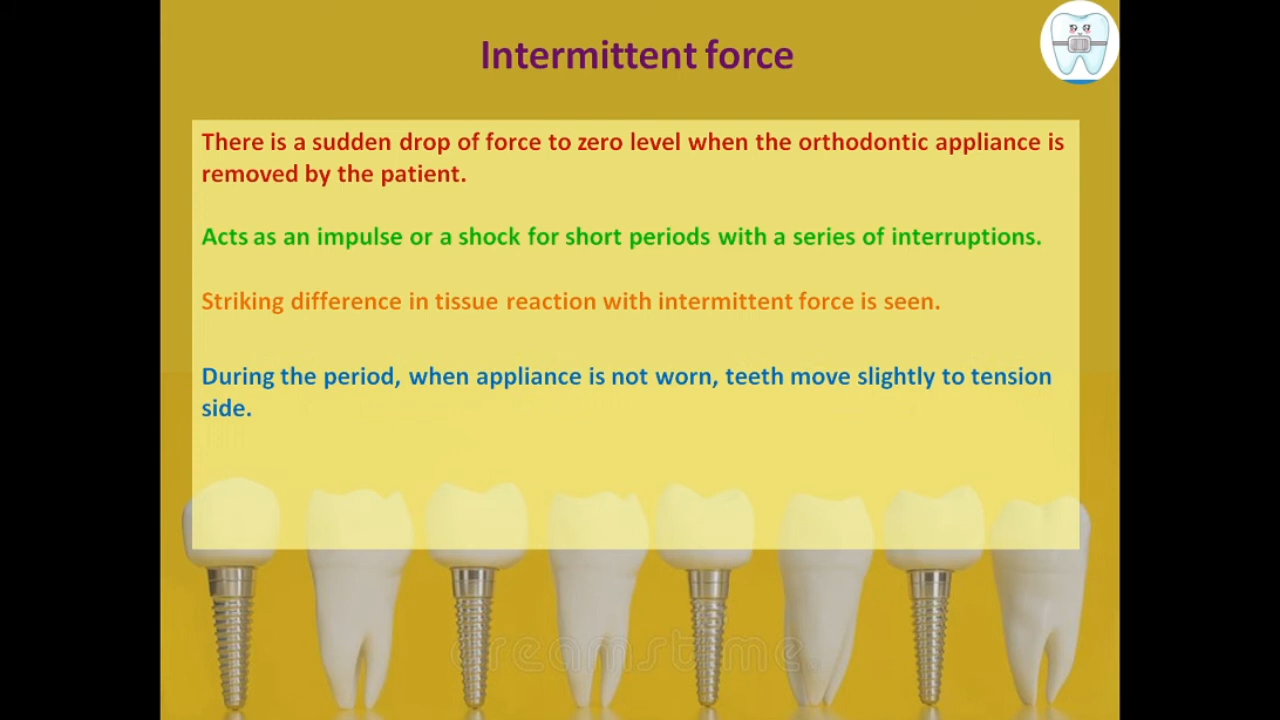 Intermittent force
There is a sudden drop of force to zero level when the orthodontic appliance is
removed by the patient.
Acts as an impulse or a shock for short periods with a series of interruptions.
Striking difference in tissue reaction with intermittent force is seen.
During the period, when appliance is not worn, teeth move slightly to tension
side.
dreamstime.